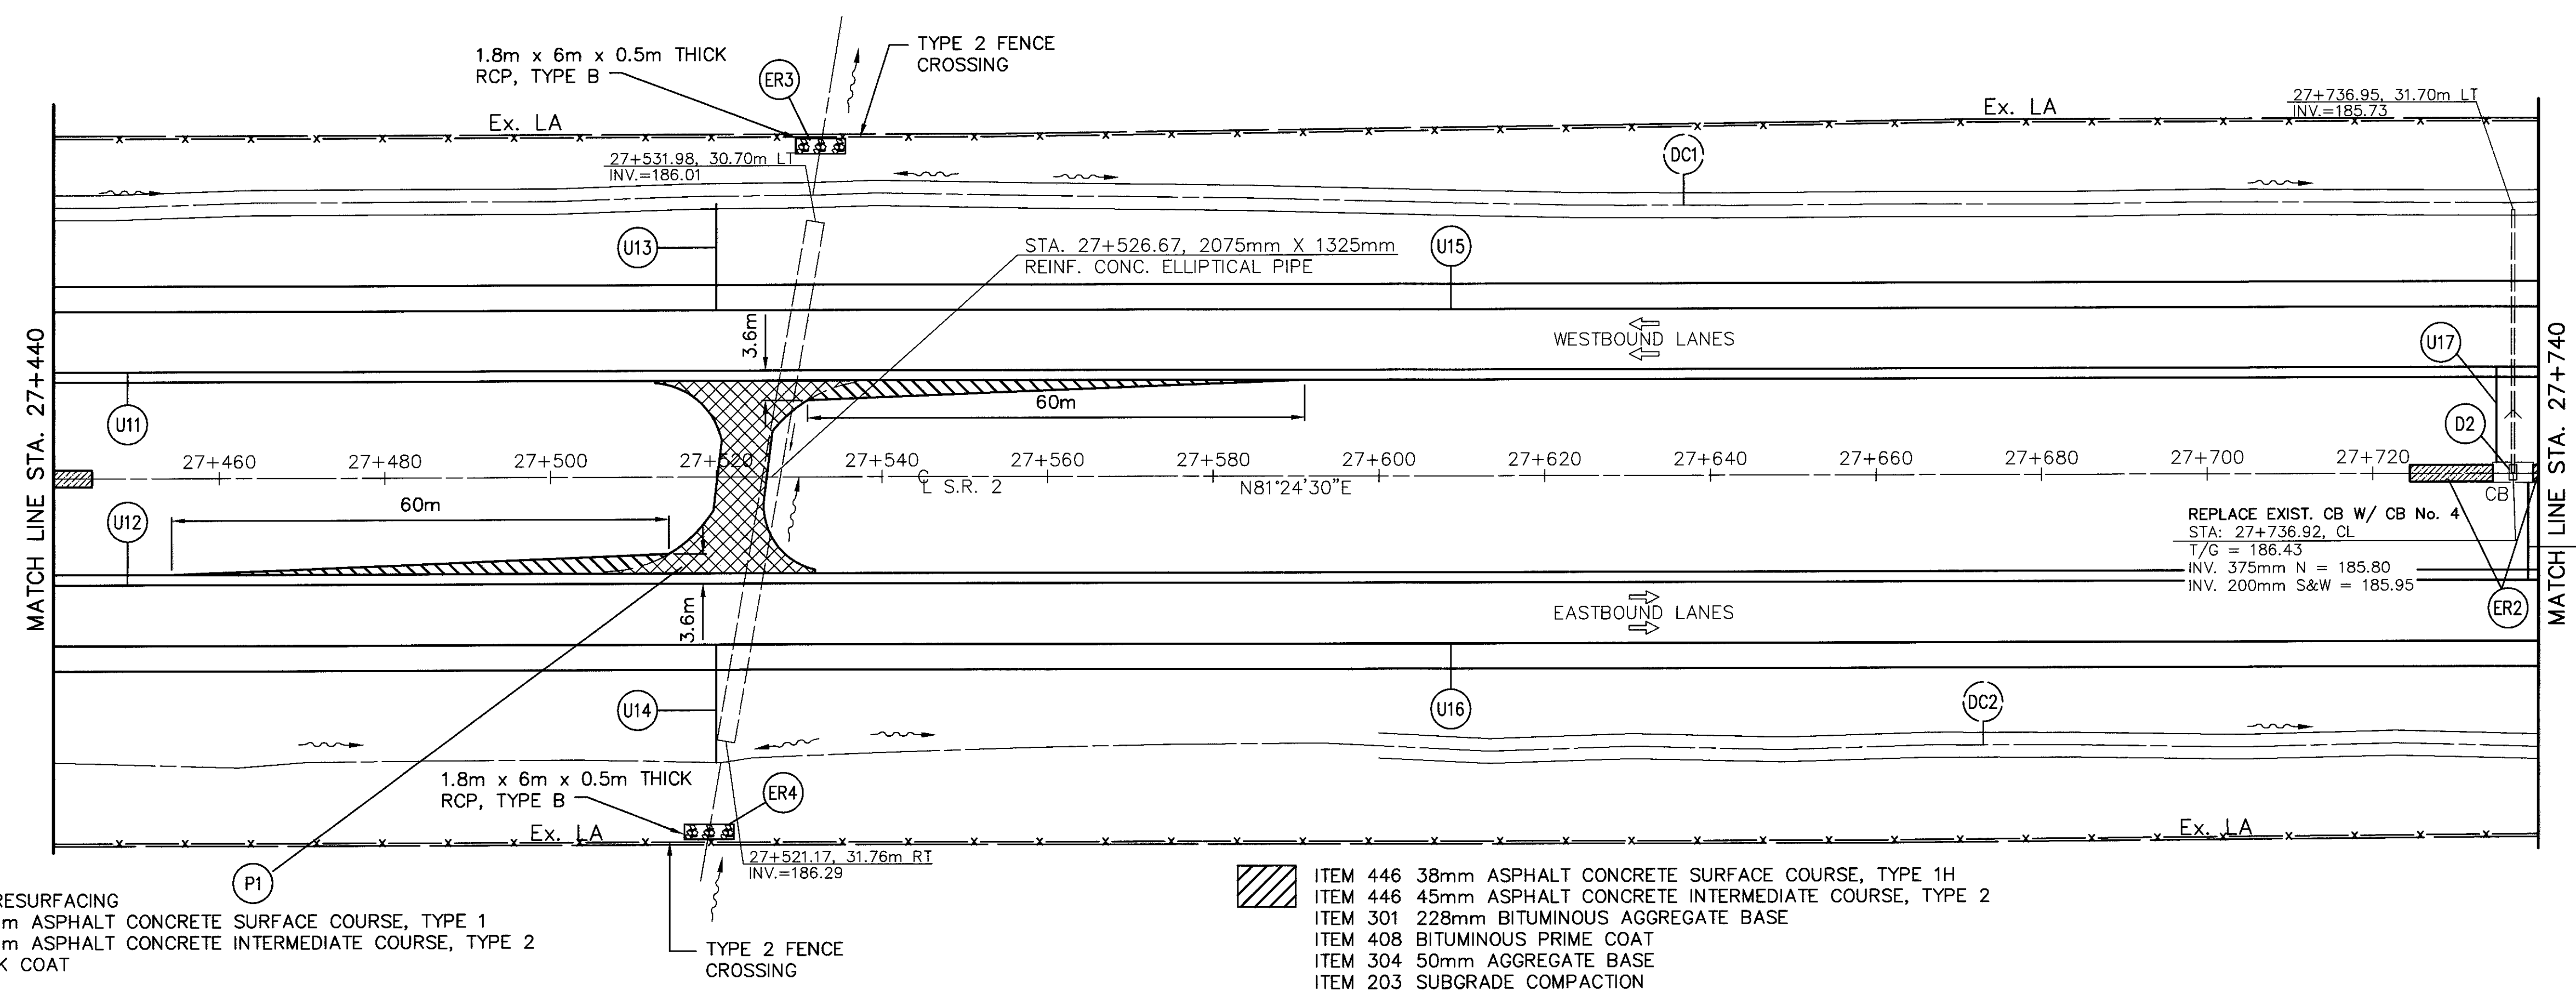 1.8m x 6m x 0.5m THICK
RCP, TYPE B
ER3
TYPE 2 FENCE
CROSSING
Ex. LA
Ex. LA
27+736.95, 31.70m LT
INV.=185.73
27+531.98, 30.70m LT
INV.=186.01
DC1
U13
STA. 27+526.67, 2075mm X 1325mm
REINF. CONC. ELLIPTICAL PIPE
U15
MATCH LINE STA. 27+440
3.6m
WESTBOUND LANES
U17
MATCH LINE STA. 27+740
U11
60m
D2
27+460
27+480
27+500
27+520
27+540
27+560
27+580
27+600
27+620
27+640
27+660
27+680
27+700
27+720
℄ S.R. 2
N81°24'30"E
CB
U12
60m
REPLACE EXIST. CB W/ CB No. 4
STA: 27+736.92, CL
T/G = 186.43
INV. 375mm N = 185.80
INV. 200mm S&W = 185.95
3.6m
EASTBOUND LANES
ER2
U14
U16
DC2
1.8m x 6m x 0.5m THICK
RCP, TYPE B
ER4
Ex. LA
Ex. LA
27+521.17, 31.76m RT
INV.=186.29
P1
RESURFACING
m ASPHALT CONCRETE SURFACE COURSE, TYPE 1
m ASPHALT CONCRETE INTERMEDIATE COURSE, TYPE 2
K COAT
TYPE 2 FENCE
CROSSING
ITEM 446 38mm ASPHALT CONCRETE SURFACE COURSE, TYPE 1H
ITEM 446 45mm ASPHALT CONCRETE INTERMEDIATE COURSE, TYPE 2
ITEM 301 228mm BITUMINOUS AGGREGATE BASE
ITEM 408 BITUMINOUS PRIME COAT
ITEM 304 50mm AGGREGATE BASE
ITEM 203 SUBGRADE COMPACTION